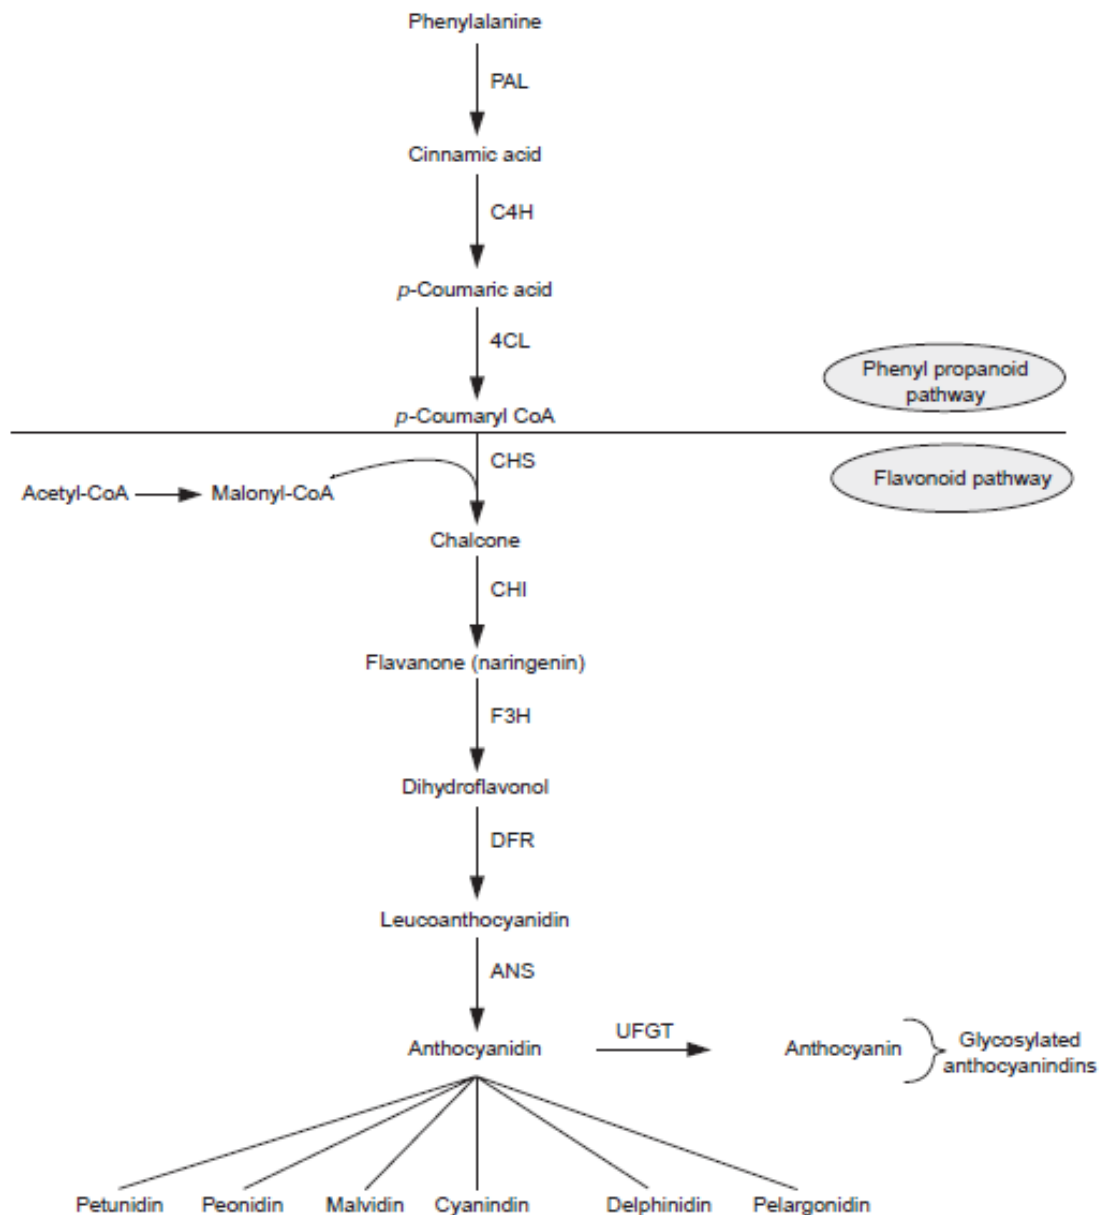 Phenylalanine
PAL
Cinnamic acid
C4H
p-Coumaric acid
4CL
Phenyl propanoid
pathway
p-Coumaryl CoA
CHS
Flavonoid pathway
Acetyl-CoA
Malonyl-CoA
Chalcone
CHI
Flavanone (naringenin)
F3H
Dihydroflavonol
DFR
Leucoanthocyanidin
ANS
Anthocyanidin
UFGT
Anthocyanin
Glycosylated
anthocyanindins
Petunidin
Peonidin
Malvidin
Cyanindin
Delphinidin
Pelargonidin